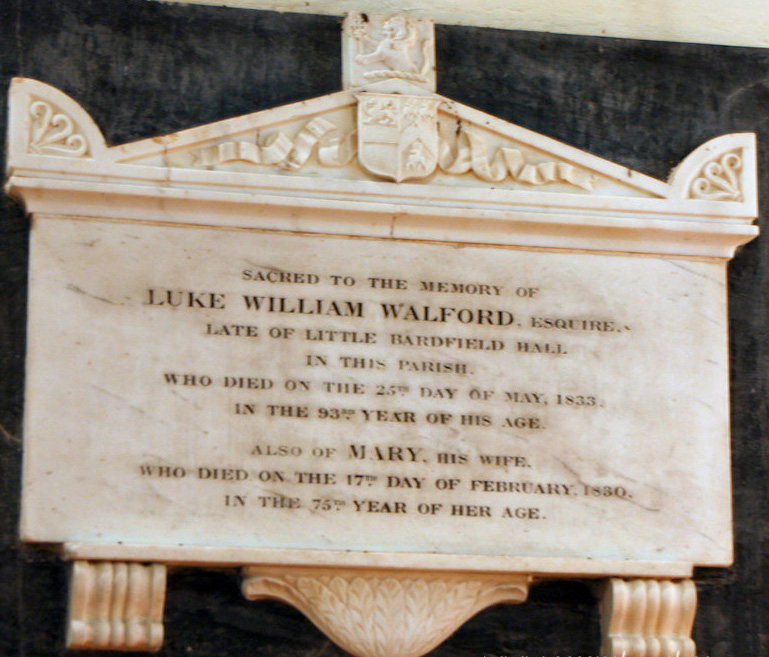 SACRED TO THE MEMORY OF
LUKE WILLIAM WALFORD, ESQUIRE,
LATE OF LITTLE BARDFIELD HALL
IN THIS PARISH,
WHO DIED ON THE 25TH DAY OF MAY, 1833,
IN THE 93RD YEAR OF HIS AGE.
ALSO OF MARY, HIS WIFE,
WHO DIED ON THE 17TH DAY OF FEBRUARY, 1830,
IN THE 75TH YEAR OF HER AGE.